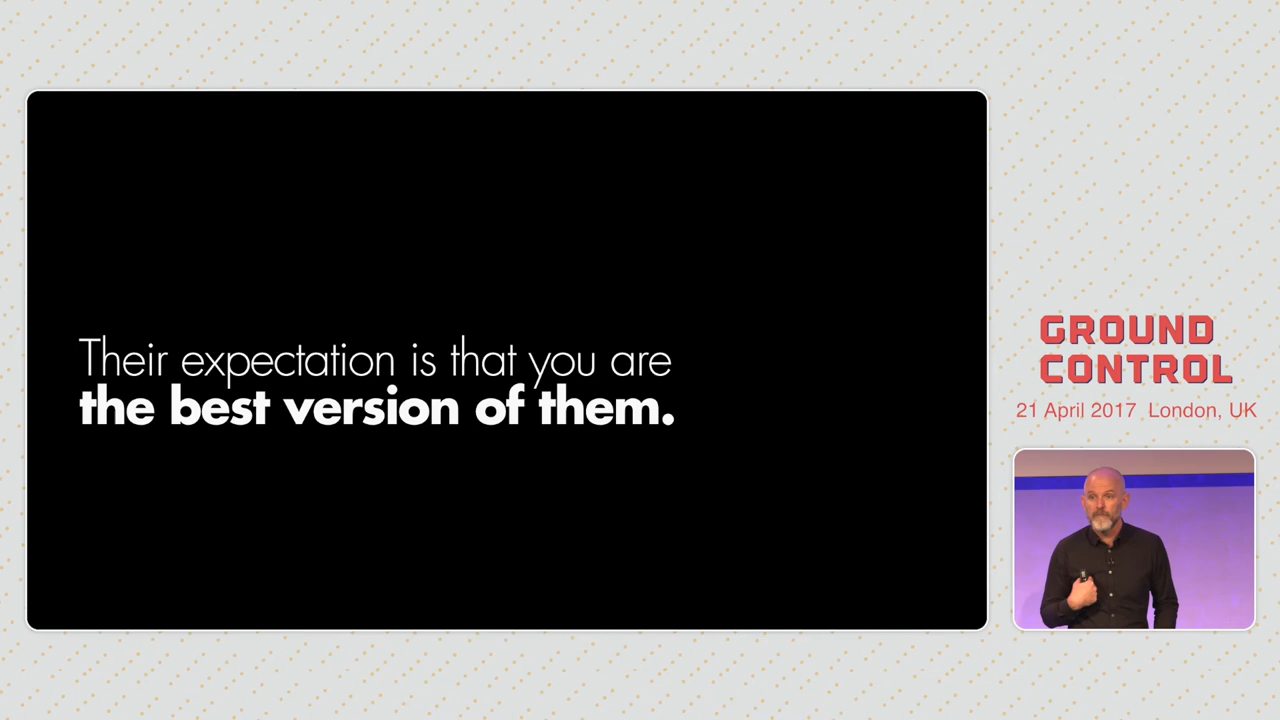 Their expectation is that you are
the best version of them.
GROUND
CONTROL
21 April 2017 London, UK